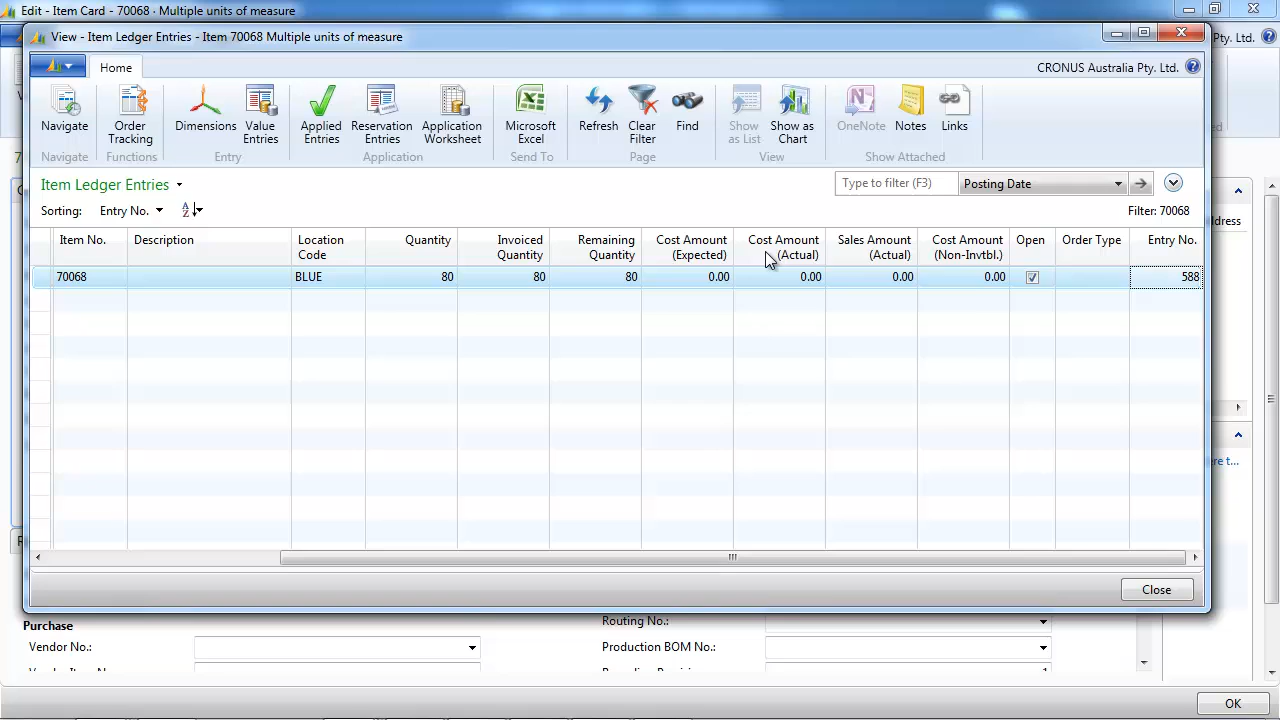 Edit - Item Card - 70068 · Multiple units of measure
View - Item Ledger Entries - Item 70068 Multiple units of measure
Pty. Ltd.
Home
CRONUS Australia Pty. Ltd.
Navigate
Order Tracking
Dimensions
Value Entries
Applied Entries
Reservation Entries
Application Worksheet
Microsoft Excel
Refresh
Clear Filter
Find
Show as List
Show as Chart
OneNote
Notes
Links
Navigate
Functions
Entry
Application
Send To
Page
View
Show Attached
Item Ledger Entries
Type to filter (F3)
Posting Date
Sorting: Entry No.
Filter: 70068
Item No.
Description
Location Code
Quantity
Invoiced Quantity
Remaining Quantity
Cost Amount (Expected)
Cost Amount (Actual)
Sales Amount (Actual)
Cost Amount (Non-Invtbl.)
Open
Order Type
Entry No.
70068 BLUE 80 80 80 0.00 0.00 0.00 0.00 588
Close
Purchase
Vendor No.:
Routing No.:
Production BOM No.:
OK